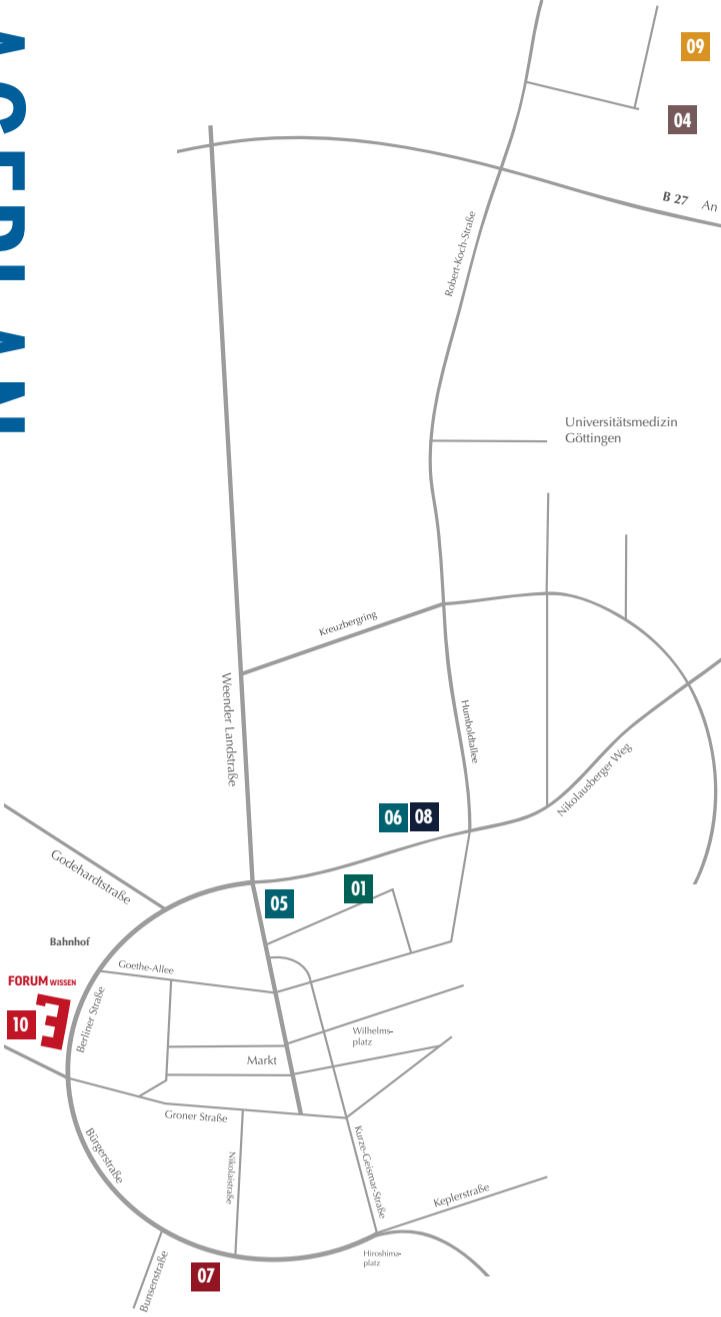 09
04
B 27 An
Robert-Koch-Straße
Universitätsmedizin
Göttingen
Kreuzbergring
Weender Landstraße
Humboldtallee
Nikolausberger Weg
06 08
Godehardtstraße
01
05
Bahnhof
Goethe-Allee
FORUM WISSEN
10
Berliner Straße
Wilhelms-
platz
Markt
Groner Straße
Bürgerstraße
Nikolaistraße
Kurze-Geismar-Straße
Keplerstraße
Hiroshima-
platz
Bunsenstraße
07